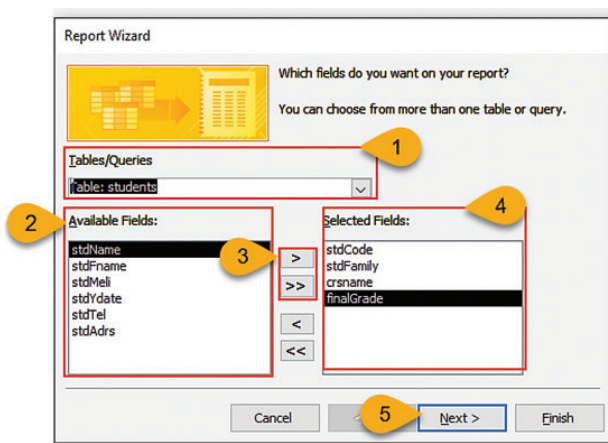 Report Wizard
Which fields do you want on your report?
You can choose from more than one table or query.
1
Tables/Queries
Table: students
2
Available Fields:
4
Selected Fields:
stdName
stdFname
stdMeli
stdYdate
stdTel
stdAdrs
3
>
>>
<
<<
stdCode
stdFamily
crsname
finalGrade
Cancel
<
5
Next >
Finish